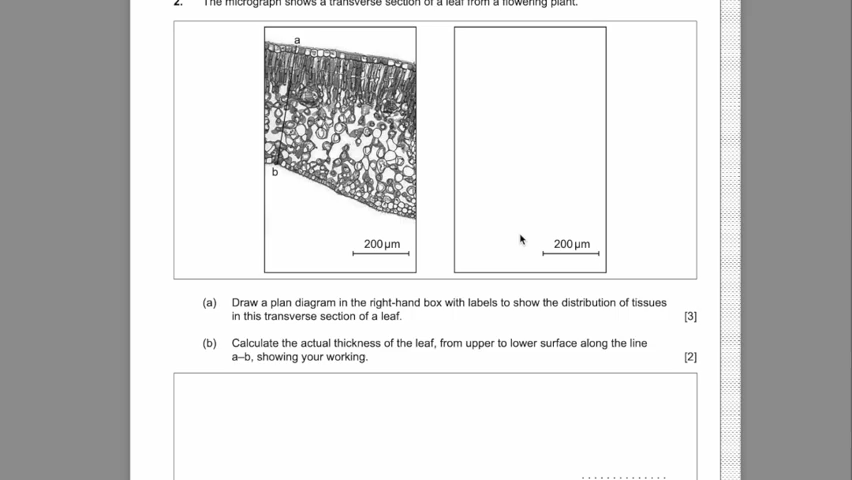 2. The micrograph shows a transverse section of a leaf from a flowering plant.
a
b
200 µm
200 µm
(a) Draw a plan diagram in the right-hand box with labels to show the distribution of tissues
in this transverse section of a leaf. [3]
(b) Calculate the actual thickness of the leaf, from upper to lower surface along the line
a–b, showing your working. [2]